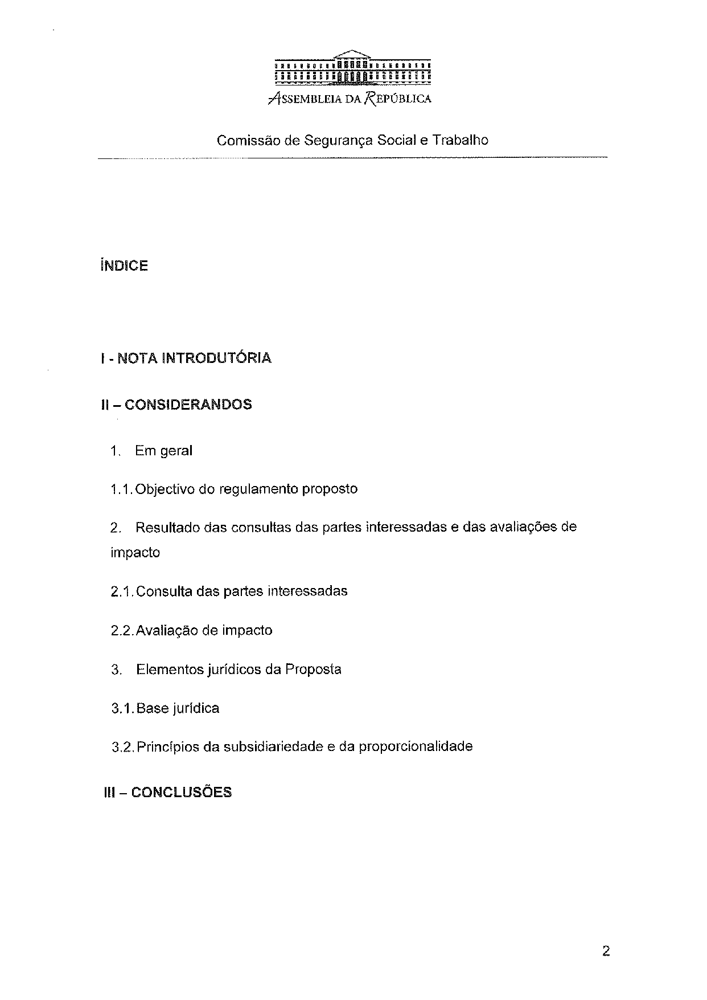 ASSEMBLEIA DA REPÚBLICA
Comissão de Segurança Social e Trabalho
ÍNDICE
I - NOTA INTRODUTÓRIA
II – CONSIDERANDOS
1. Em geral
1.1. Objectivo do regulamento proposto
2. Resultado das consultas das partes interessadas e das avaliações de
impacto
2.1. Consulta das partes interessadas
2.2. Avaliação de impacto
3. Elementos jurídicos da Proposta
3.1. Base jurídica
3.2. Princípios da subsidiariedade e da proporcionalidade
III – CONCLUSÕES
2